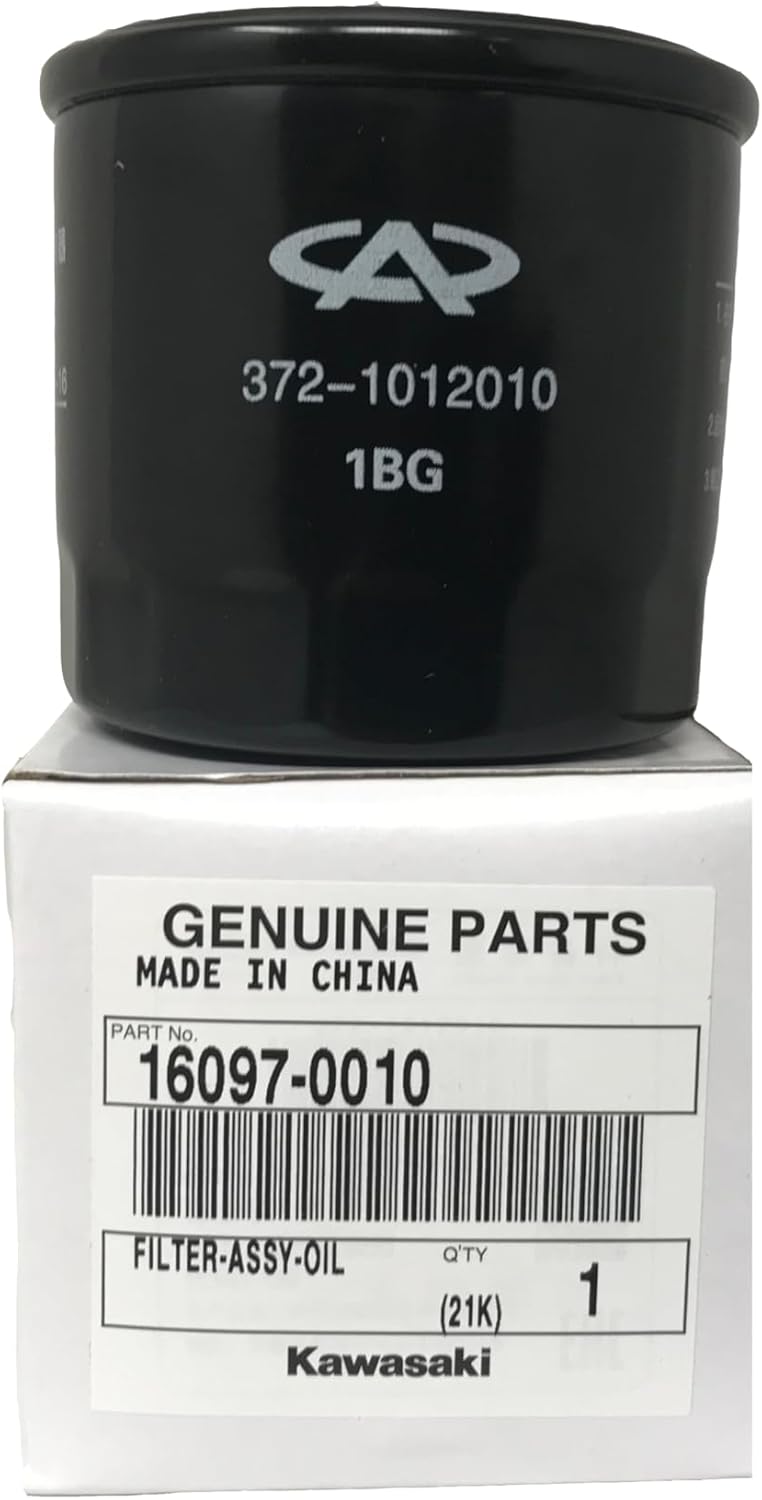 372-1012010
1BG
GENUINE PARTS
MADE IN CHINA
PART No.
16097-0010
FILTER-ASSY-OIL
Q'TY
(21K)
1
Kawasaki